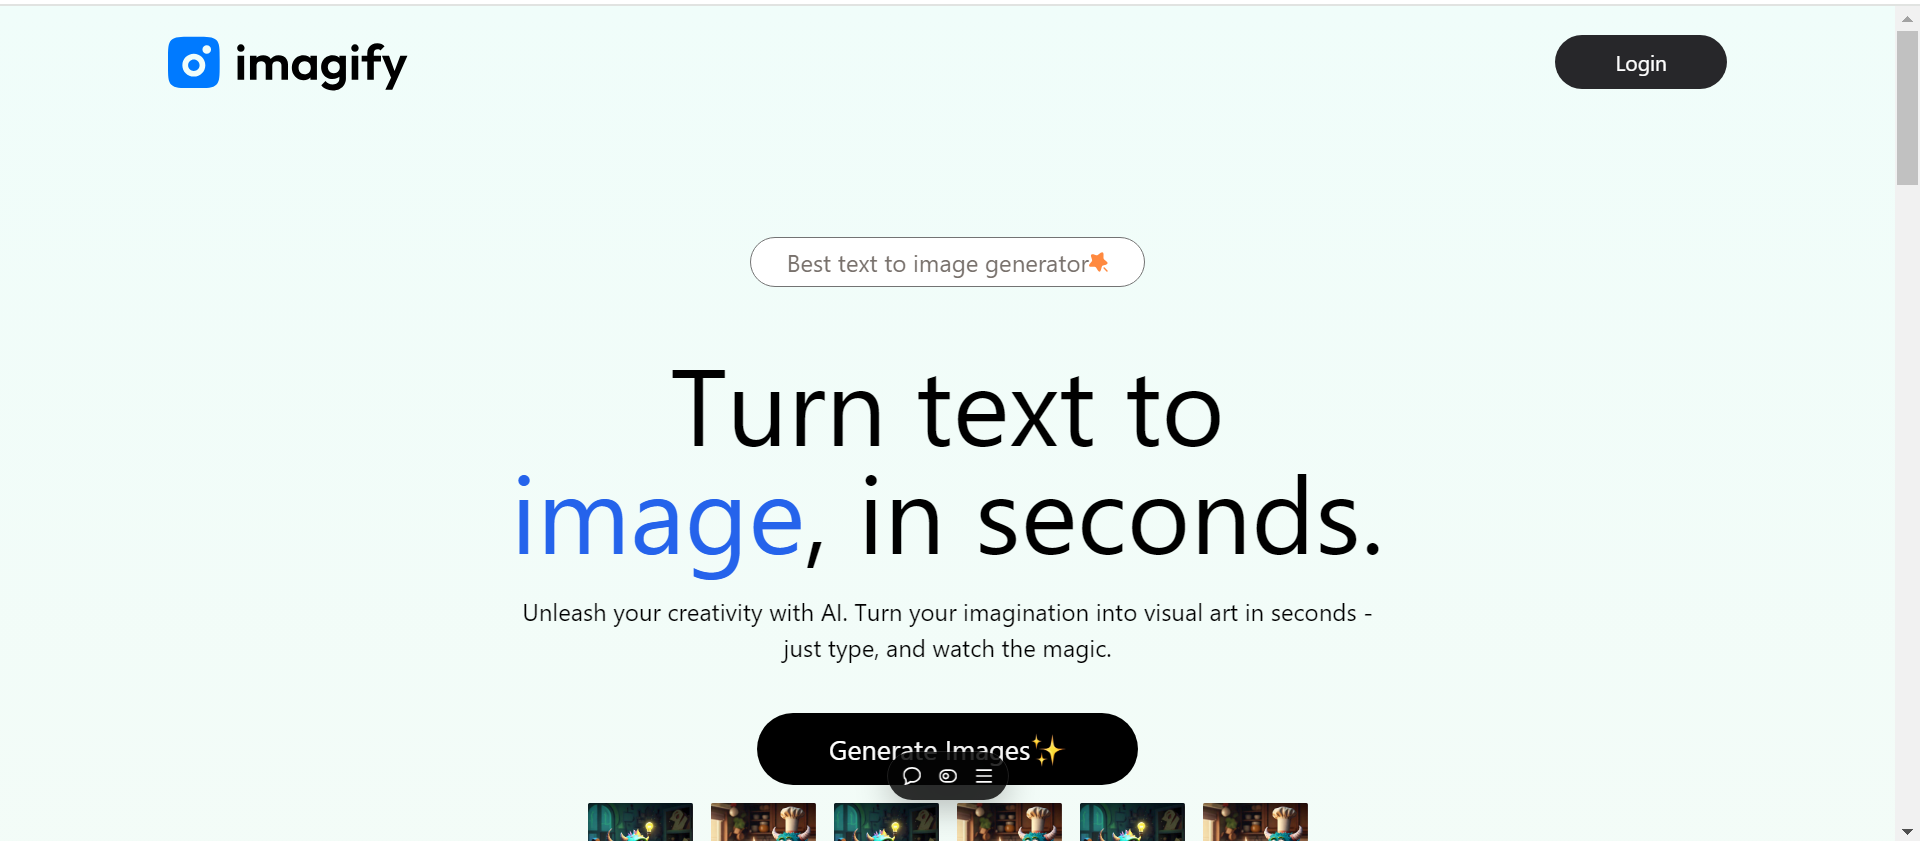 imagify
Login
Best text to image generator
Turn text to
image, in seconds.
Unleash your creativity with AI. Turn your imagination into visual art in seconds -
just type, and watch the magic.
Generate Images✨